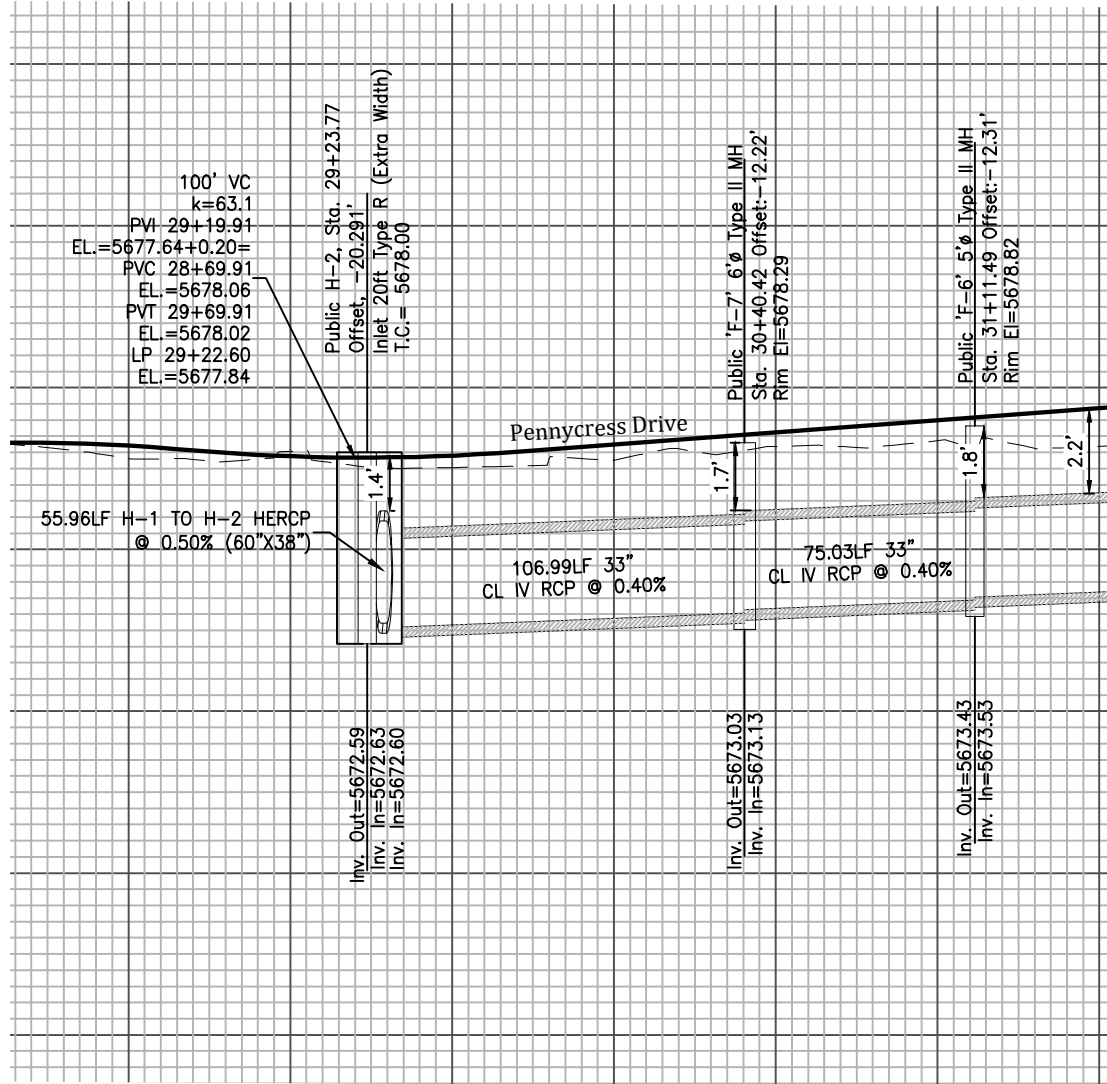 100' VC
k=63.1
PVI 29+19.91
EL.=5677.64+0.20=
PVC 28+69.91
EL.=5678.06
PVT 29+69.91
EL.=5678.02
LP 29+22.60
EL.=5677.84
Public H-2, Sta. 29+23.77
Offset, -20.291'
Inlet 20ft Type R (Extra Width)
T.C.= 5678.00
Public 'F-7' 6'ø Type II MH
Sta. 30+40.42 Offset:-12.22'
Rim El=5678.29
Public 'F-6' 5'ø Type II MH
Sta. 31+11.49 Offset:-12.31'
Rim El=5678.82
Pennycress Drive
1.4'
1.7'
1.8'
2.2'
55.96LF H-1 TO H-2 HERCP
@ 0.50% (60"X38")
106.99LF 33"
CL IV RCP @ 0.40%
75.03LF 33"
CL IV RCP @ 0.40%
Inv. Out=5672.59
Inv. In=5672.63
Inv. In=5672.60
Inv. Out=5673.03
Inv. In=5673.13
Inv. Out=5673.43
Inv. In=5673.53